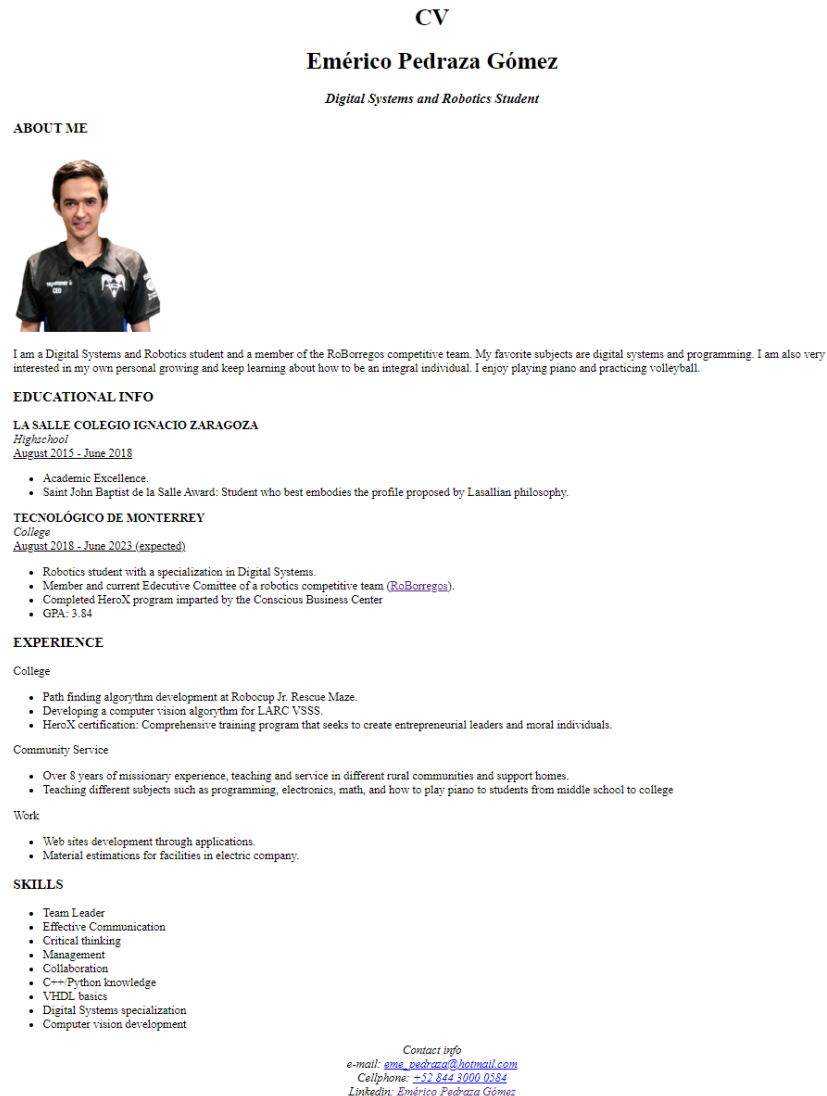 CV
Emérico Pedraza Gómez
Digital Systems and Robotics Student
ABOUT ME
CEO
I am a Digital Systems and Robotics student and a member of the RoBorregos competitive team. My favorite subjects are digital systems and programming. I am also very
interested in my own personal growing and keep learning about how to be an integral individual. I enjoy playing piano and practicing volleyball.
EDUCATIONAL INFO
LA SALLE COLEGIO IGNACIO ZARAGOZA
Highschool
August 2015 - June 2018
• Academic Excellence.
• Saint John Baptist de la Salle Award: Student who best embodies the profile proposed by Lasallian philosophy.
TECNOLÓGICO DE MONTERREY
College
August 2018 - June 2023 (expected)
• Robotics student with a specialization in Digital Systems.
• Member and current Edecutive Comittee of a robotics competitive team (RoBorregos).
• Completed HeroX program imparted by the Conscious Business Center
• GPA: 3.84
EXPERIENCE
College
• Path finding algorythm development at Robocup Jr. Rescue Maze.
• Developing a computer vision algorythm for LARC VSSS.
• HeroX certification: Comprehensive training program that seeks to create entrepreneurial leaders and moral individuals.
Community Service
• Over 8 years of missionary experience, teaching and service in different rural communities and support homes.
• Teaching different subjects such as programming, electronics, math, and how to play piano to students from middle school to college
Work
• Web sites development through applications.
• Material estimations for facilities in electric company.
SKILLS
• Team Leader
• Effective Communication
• Critical thinking
• Management
• Collaboration
• C++/Python knowledge
• VHDL basics
• Digital Systems specialization
• Computer vision development
Contact info
e-mail: eme_pedraza@hotmail.com
Cellphone: +52 844 3000 0584
Linkedin: Emérico Pedraza Gómez